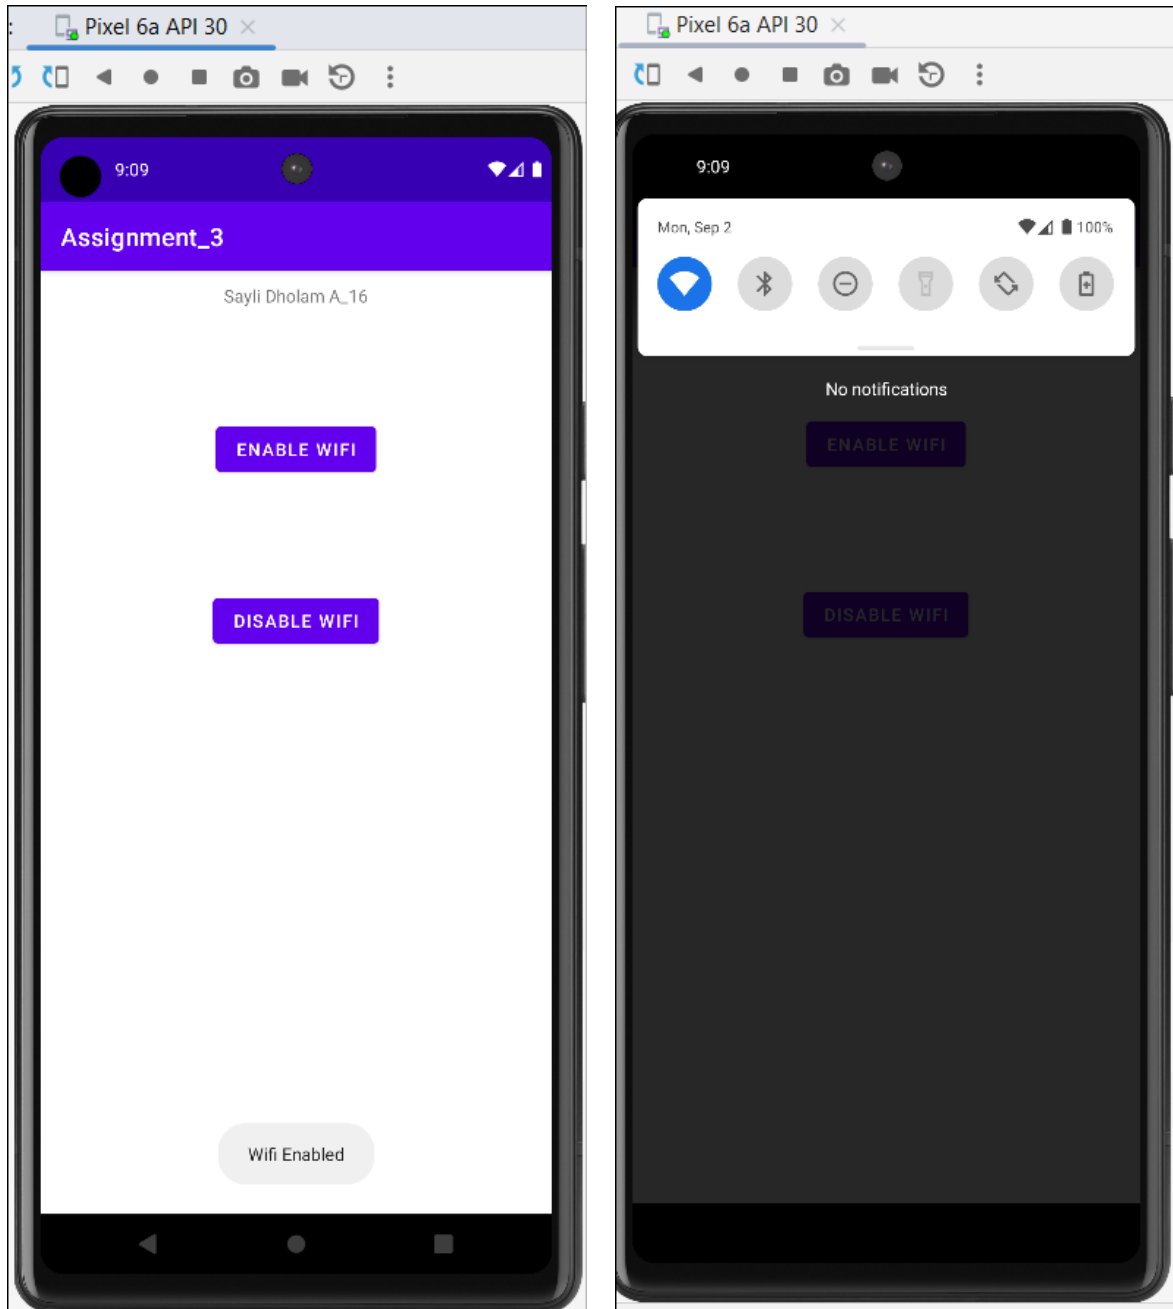 Pixel 6a API 30
9:09
Assignment_3
Sayli Dholam A_16
ENABLE WIFI
DISABLE WIFI
Wifi Enabled
Pixel 6a API 30
9:09
Mon, Sep 2
100%
No notifications
ENABLE WIFI
DISABLE WIFI